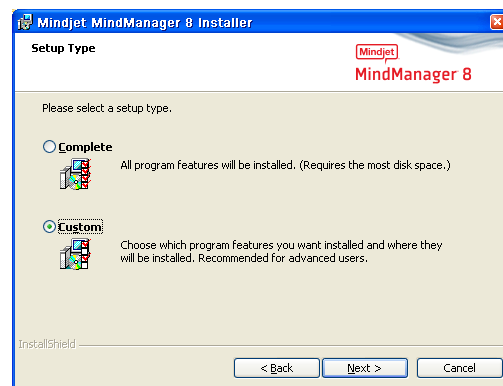 Mindjet MindManager 8 Installer
Setup Type
Mindjet
MindManager 8
Please select a setup type.
Complete
All program features will be installed. (Requires the most disk space.)
Custom
Choose which program features you want installed and where they
will be installed. Recommended for advanced users.
InstallShield
< Back
Next >
Cancel